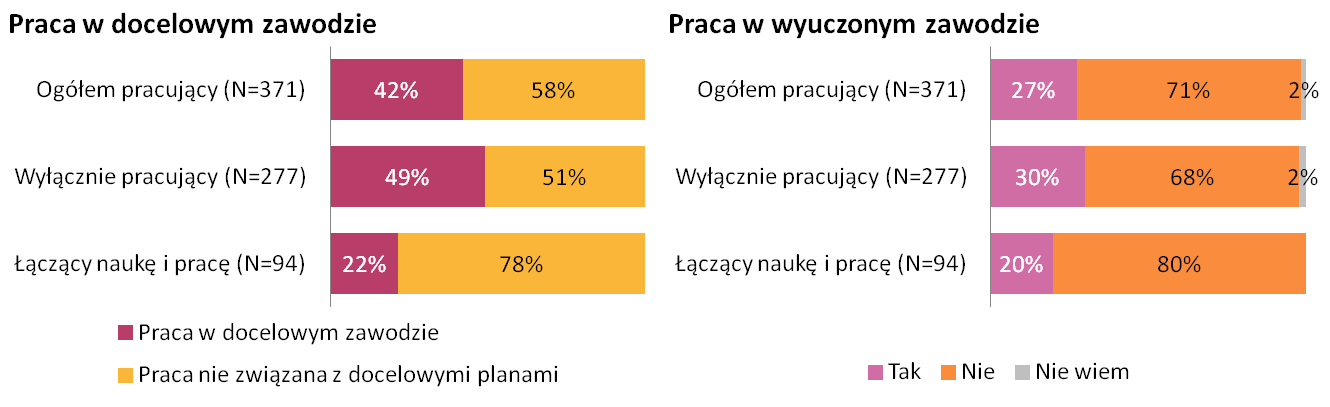 Praca w docelowym zawodzie
Ogółem pracujący (N=371)
42%
58%
Wyłącznie pracujący (N=277)
49%
51%
Łączący naukę i pracę (N=94)
22%
78%
Praca w docelowym zawodzie
Praca nie związana z docelowymi planami
Praca w wyuczonym zawodzie
Ogółem pracujący (N=371)
27%
71%
2%
Wyłącznie pracujący (N=277)
30%
68%
2%
Łączący naukę i pracę (N=94)
20%
80%
Tak
Nie
Nie wiem